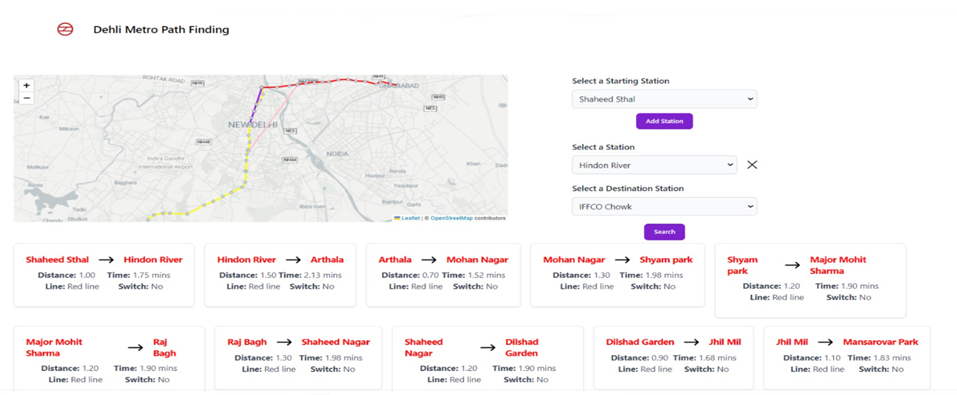 Dehli Metro Path Finding
+
−
ROHTAK ROAD
GHAZIABAD
NEW DELHI
NOIDA
Indira Gandhi
International Airport
Leaflet | © OpenStreetMap contributors
Select a Starting Station
Shaheed Sthal
Add Station
Select a Station
Hindon River
Select a Destination Station
IFFCO Chowk
Search
Shaheed Sthal → Hindon River
Distance: 1.00 Time: 1.75 mins
Line: Red line Switch: No
Hindon River → Arthala
Distance: 1.50 Time: 2.13 mins
Line: Red line Switch: No
Arthala → Mohan Nagar
Distance: 0.70 Time: 1.52 mins
Line: Red line Switch: No
Mohan Nagar → Shyam park
Distance: 1.30 Time: 1.98 mins
Line: Red line Switch: No
Shyam park → Major Mohit Sharma
Distance: 1.20 Time: 1.90 mins
Line: Red line Switch: No
Major Mohit Sharma → Raj Bagh
Distance: 1.20 Time: 1.90 mins
Line: Red line Switch: No
Raj Bagh → Shaheed Nagar
Distance: 1.30 Time: 1.98 mins
Line: Red line Switch: No
Shaheed Nagar → Dilshad Garden
Distance: 1.20 Time: 1.90 mins
Line: Red line Switch: No
Dilshad Garden → Jhil Mil
Distance: 0.90 Time: 1.68 mins
Line: Red line Switch: No
Jhil Mil → Mansarovar Park
Distance: 1.10 Time: 1.83 mins
Line: Red line Switch: No